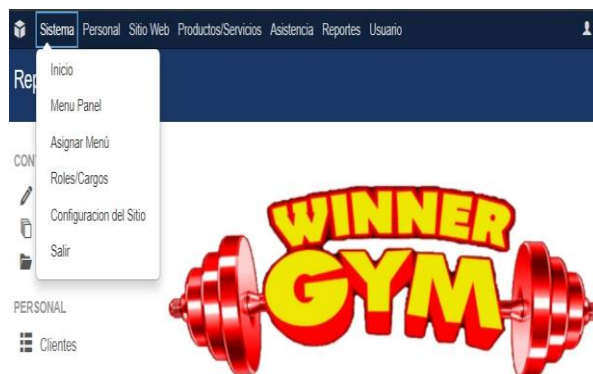 Sistema Personal Sitio Web Productos/Servicios Asistencia Reportes Usuario
Rep
Inicio
Menu Panel
Asignar Menú
Roles/Cargos
Configuracion del Sitio
Salir
CON
PERSONAL
Clientes
WINNER
GYM